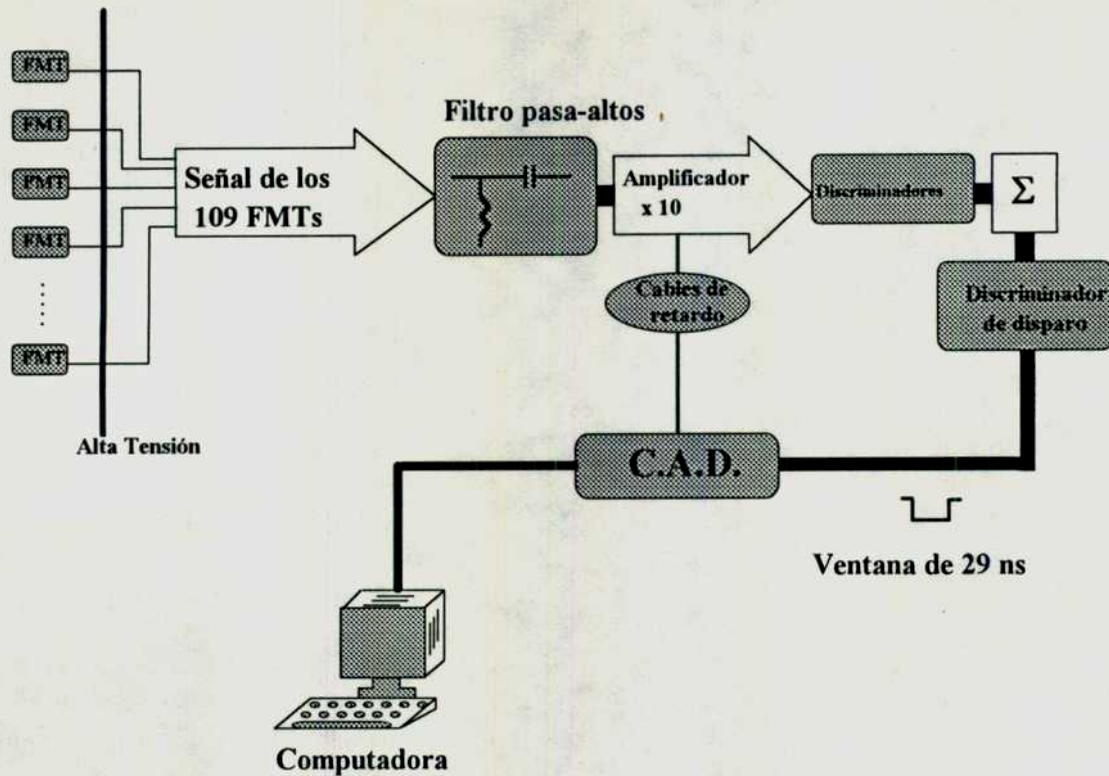 FMT
FMT
FMT
FMT
FMT
Alta Tensión
Señal de los
109 FMTs
Filtro pasa-altos
Amplificador
x 10
Discriminadores
Σ
Cables de
retardo
Discriminador
de disparo
C.A.D.
Ventana de 29 ns
Computadora